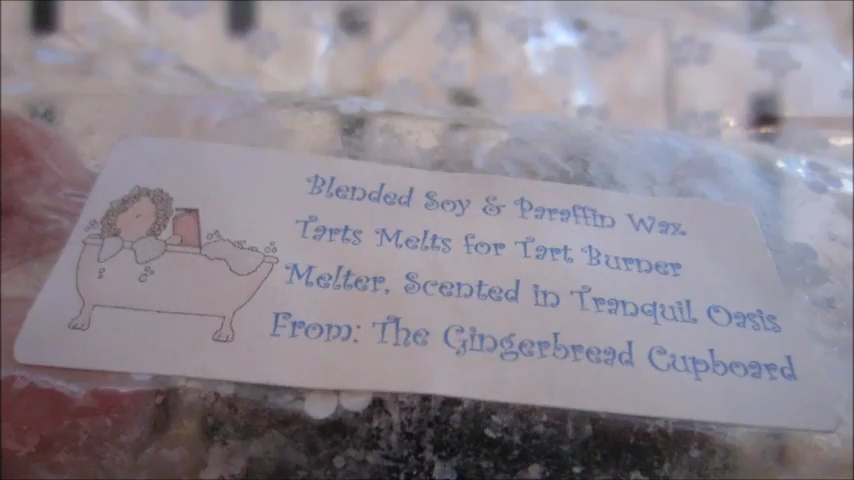 Blended Soy & Paraffin Wax
Tarts Melts for Tart Burner
Melter, Scented in Tranquil Oasis
From: The Gingerbread Cupboard